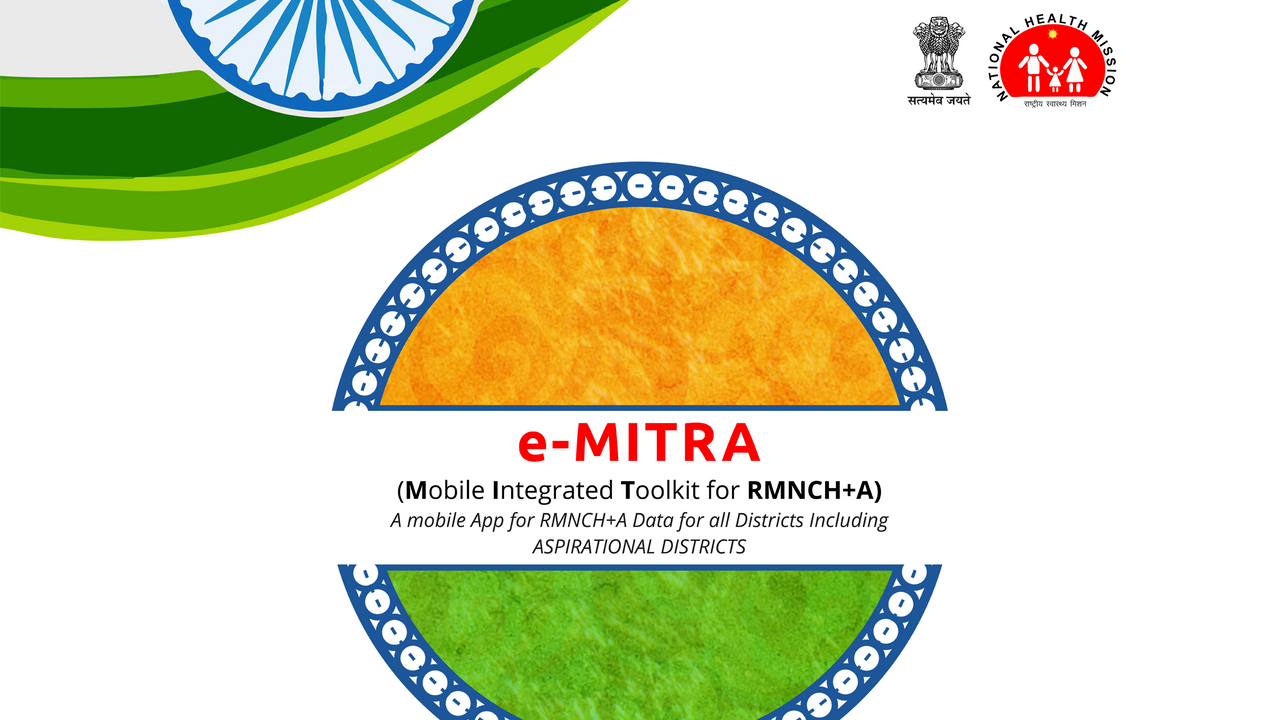 सत्यमेव जयते
NATIONAL HEALTH MISSION
राष्ट्रीय स्वास्थ्य मिशन
e-MITRA
(Mobile Integrated Toolkit for RMNCH+A)
A mobile App for RMNCH+A Data for all Districts Including
ASPIRATIONAL DISTRICTS